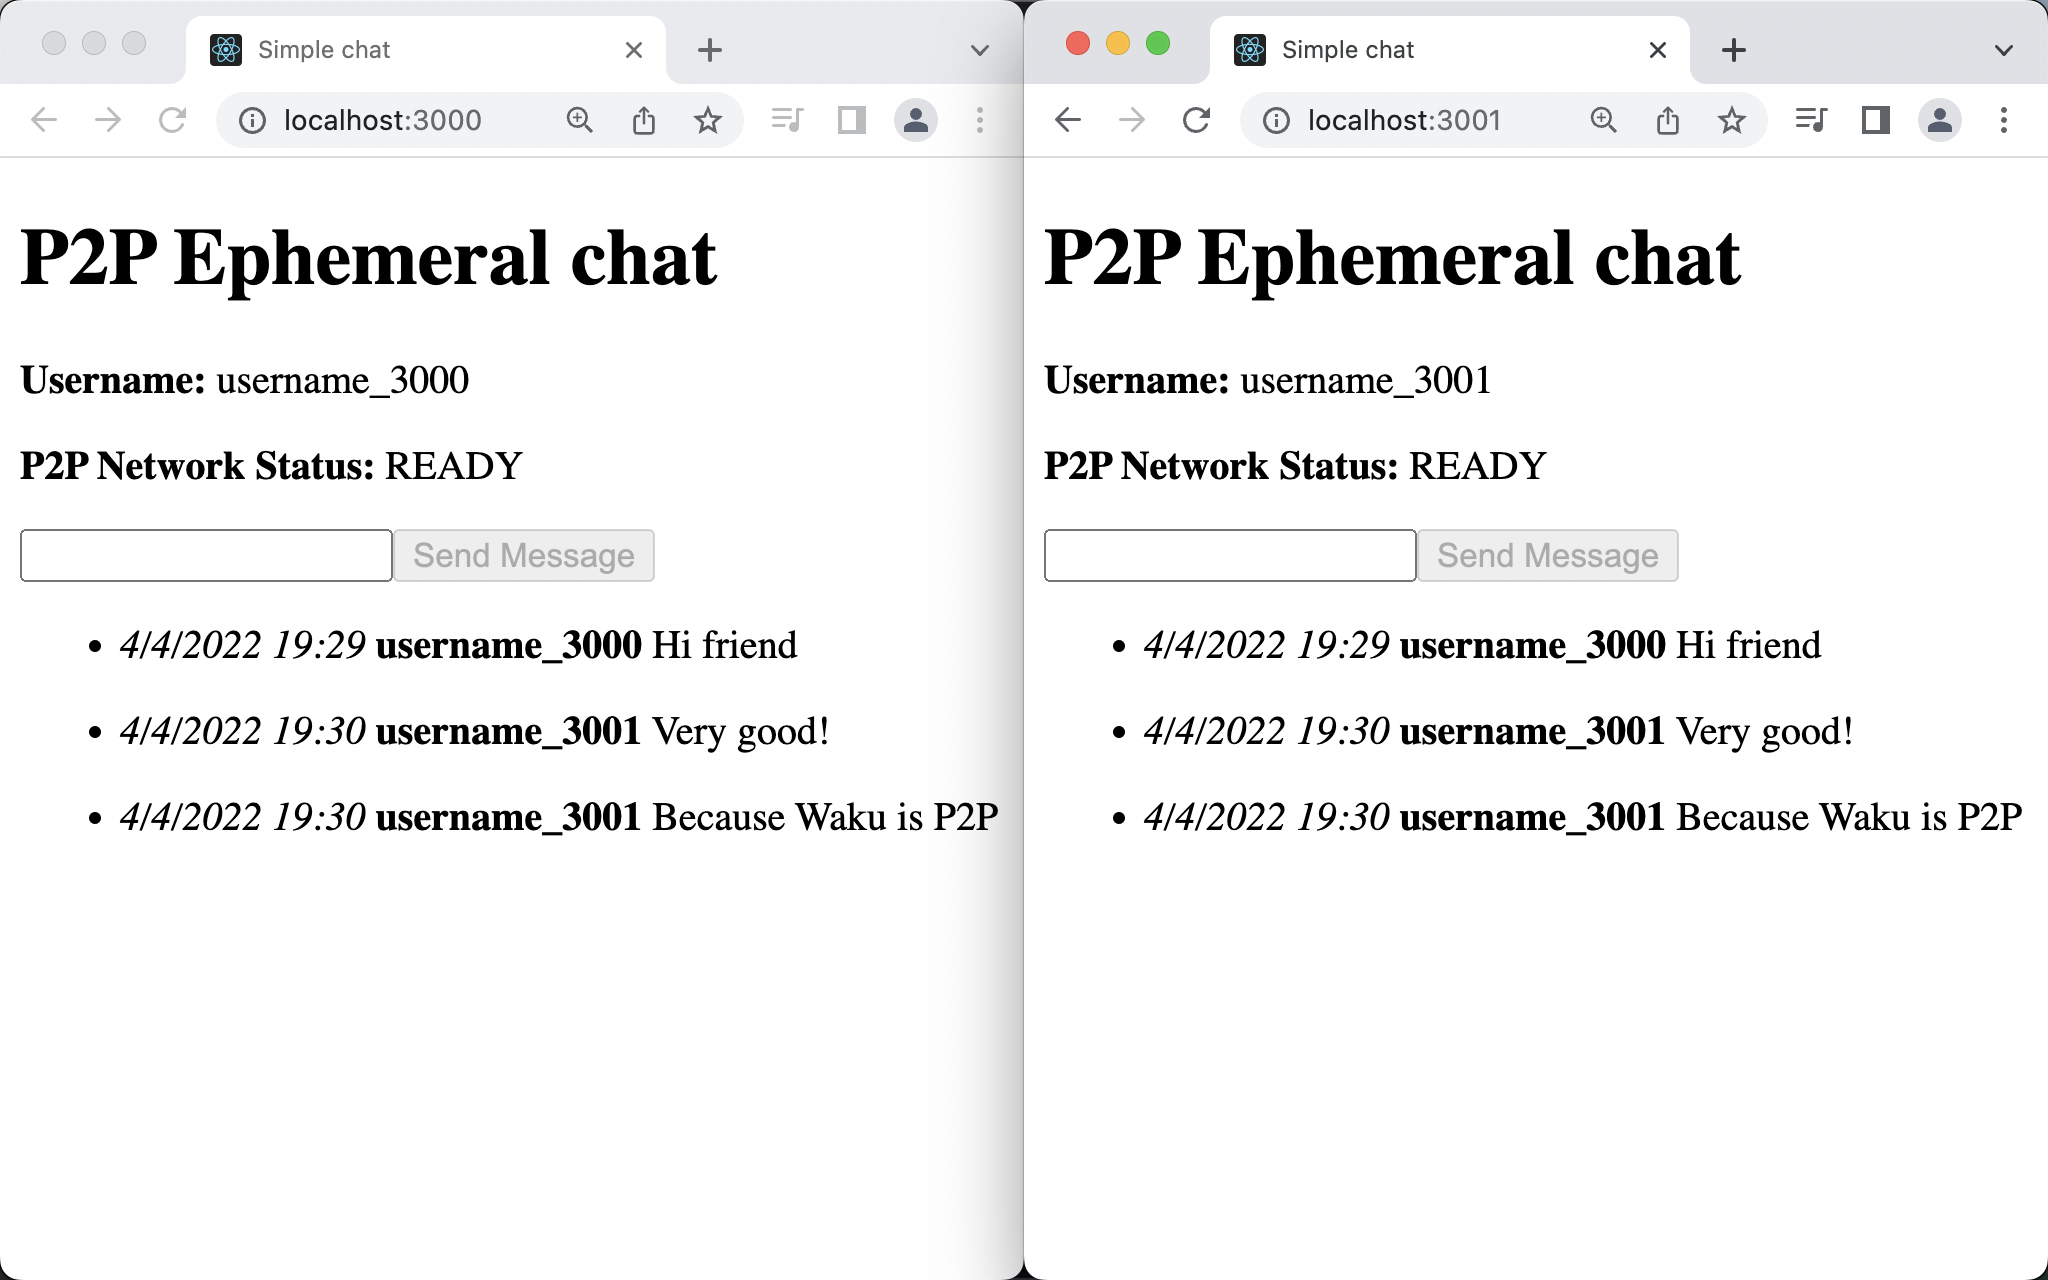 Simple chat
localhost:3000
P2P Ephemeral chat
Username: username_3000
P2P Network Status: READY
Send Message
4/4/2022 19:29 username_3000 Hi friend
4/4/2022 19:30 username_3001 Very good!
4/4/2022 19:30 username_3001 Because Waku is P2P
Simple chat
localhost:3001
P2P Ephemeral chat
Username: username_3001
P2P Network Status: READY
Send Message
4/4/2022 19:29 username_3000 Hi friend
4/4/2022 19:30 username_3001 Very good!
4/4/2022 19:30 username_3001 Because Waku is P2P